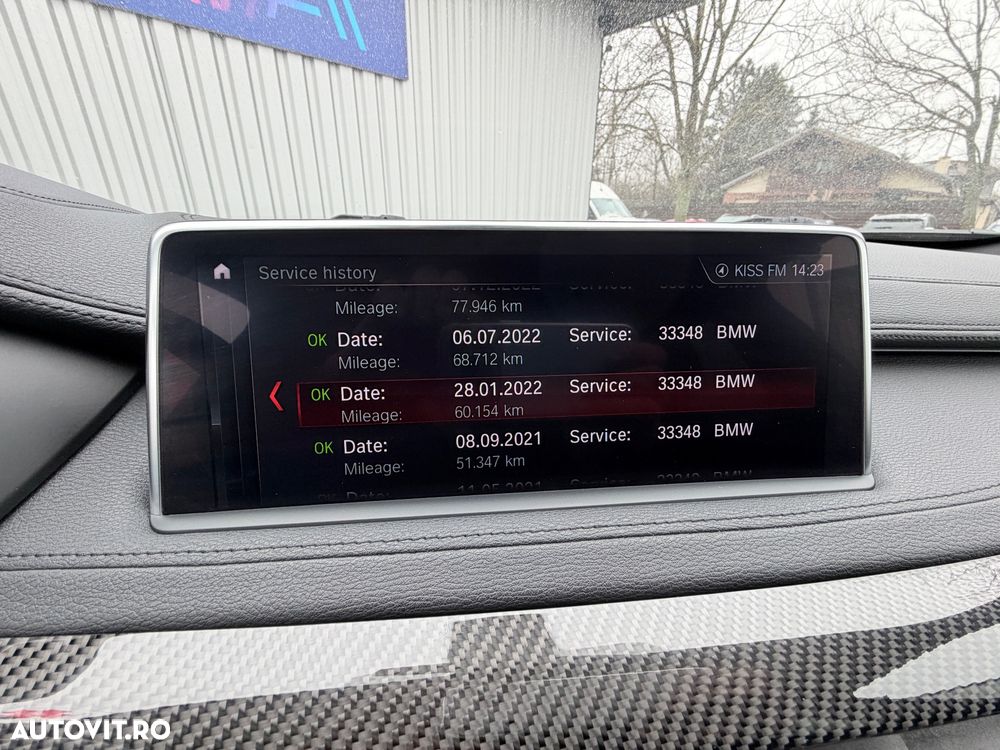 Service history
KISS FM 14:23
Mileage: 77.946 km
OK Date: 06.07.2022 Service: 33348 BMW
Mileage: 68.712 km
OK Date: 28.01.2022 Service: 33348 BMW
Mileage: 60.154 km
OK Date: 08.09.2021 Service: 33348 BMW
Mileage: 51.347 km
AUTOVIT.RO